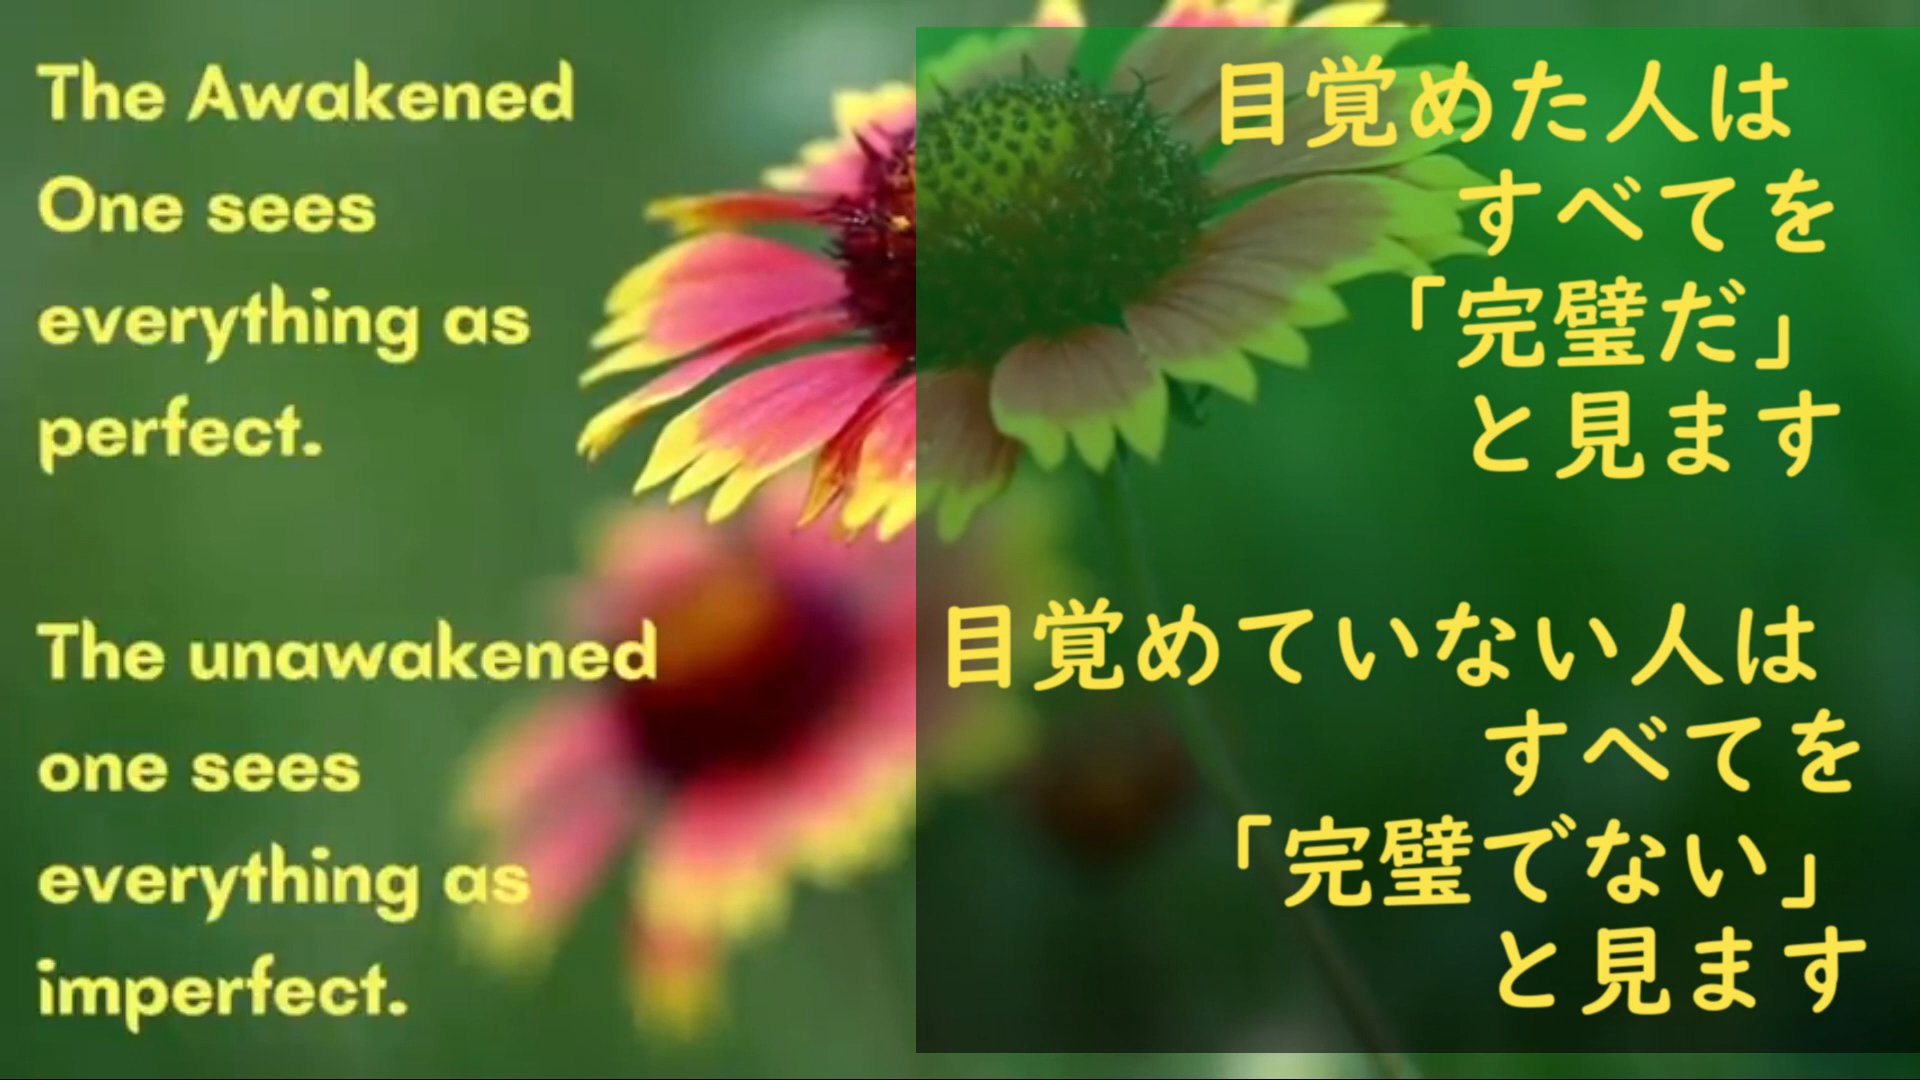 The Awakened
One sees
everything as
perfect.
The unawakened
one sees
everything as
imperfect.
目覚めた人は
すべてを
「完璧だ」
と見ます
目覚めていない人は
すべてを
「完璧でない」
と見ます